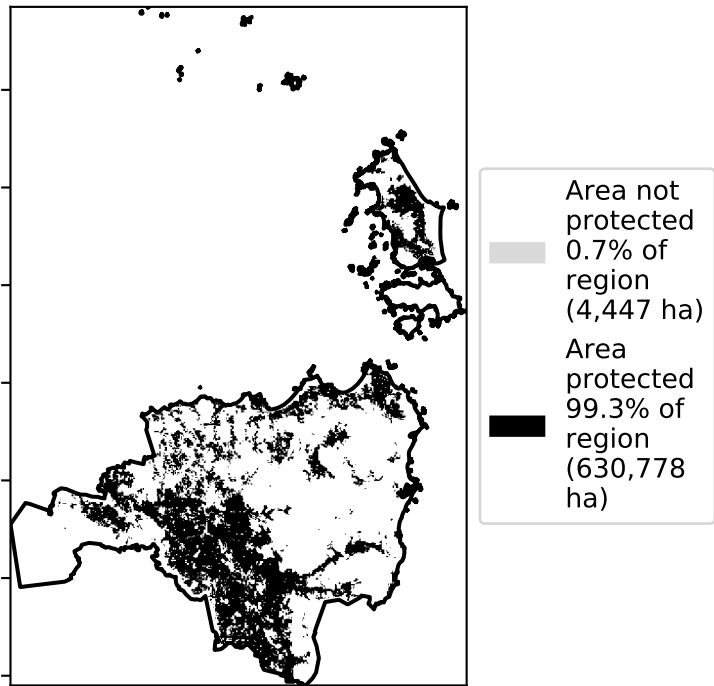 Area not
protected
0.7% of
region
(4,447 ha)
Area
protected
99.3% of
region
(630,778
ha)